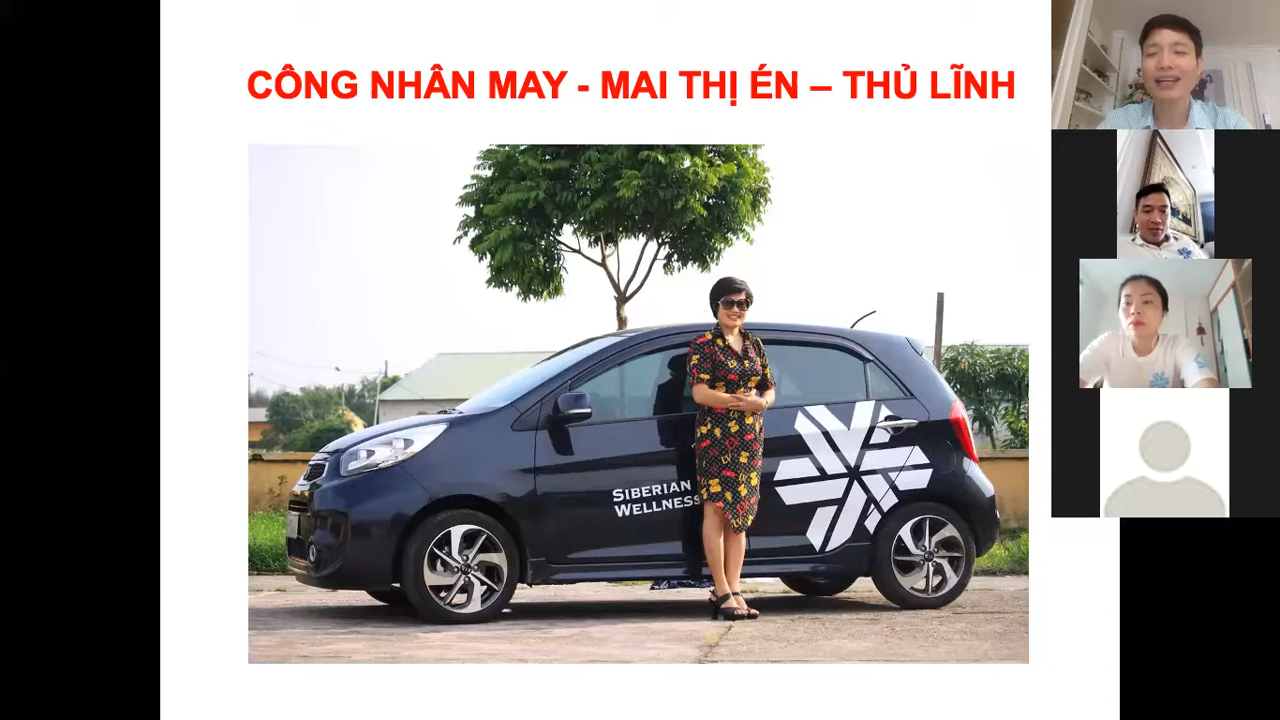 CÔNG NHÂN MAY - MAI THỊ ÉN – THỦ LĨNH
SIBERIAN
WELLNESS